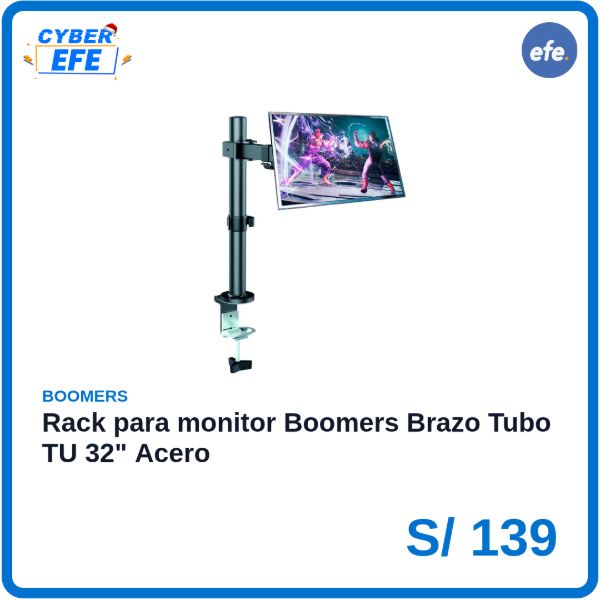 CYBER
EFE
efe.
BOOMERS
Rack para monitor Boomers Brazo Tubo
TU 32" Acero
S/ 139